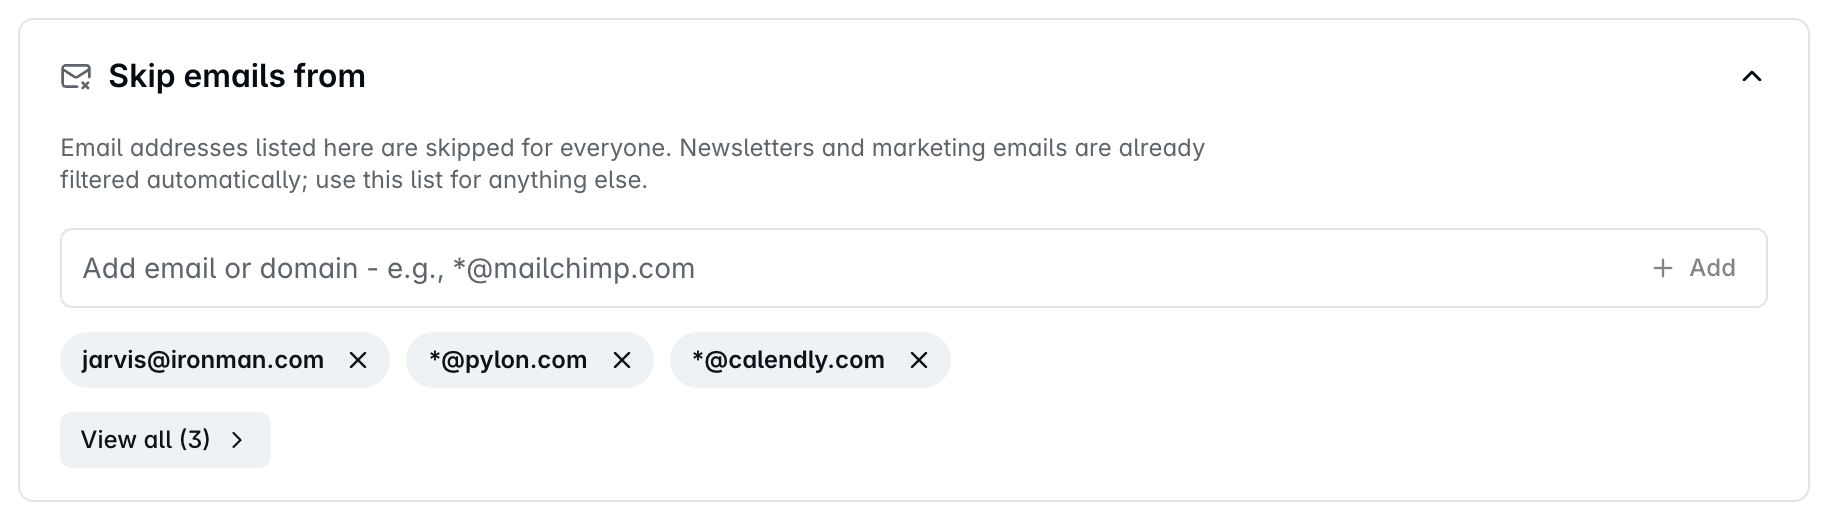 Skip emails from
Email addresses listed here are skipped for everyone. Newsletters and marketing emails are already
filtered automatically; use this list for anything else.
Add email or domain - e.g., *@mailchimp.com
+ Add
jarvis@ironman.com
*@pylon.com
*@calendly.com
View all (3)